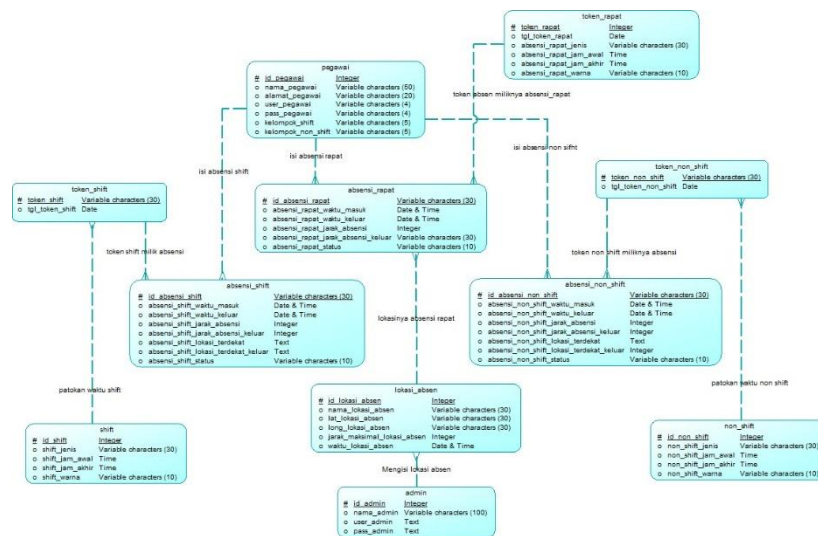 token_rapat
# token_rapat Integer
o tgl_token_rapat Date
o absensi_rapat_jenis Variable characters (30)
o absensi_rapat_jam_awal Time
o absensi_rapat_jam_akhir Time
o absensi_rapat_warna Variable characters (10)
token absen miliknya absensi_rapat
pegawai
# id_pegawai Integer
o nama_pegawai Variable characters (50)
o alamat_pegawai Variable characters (20)
o user_pegawai Variable characters (4)
o pass_pegawai Variable characters (4)
o kelompok_shift Variable characters (5)
o kelompok_non_shift Variable characters (5)
isi absensi shift
isi absensi rapat
isi absensi non sifht
token_shift
# token_shift Variable characters (30)
o tgl_token_shift Date
token_non_shift
# token_non_shift Variable characters (30)
o tgl_token_non_shift Date
absensi_rapat
# id_absensi_rapat Variable characters (30)
o absensi_rapat_waktu_masuk Date & Time
o absensi_rapat_waktu_keluar Date & Time
o absensi_rapat_jarak_absensi Integer
o absensi_rapat_jarak_absensi_keluar Variable characters (30)
o absensi_rapat_status Variable characters (10)
token shift milik absensi
token non shift miliknya absensi
absensi_shift
# id_absensi_shift Variable characters (30)
o absensi_shift_waktu_masuk Date & Time
o absensi_shift_waktu_keluar Date & Time
o absensi_shift_jarak_absensi Integer
o absensi_shift_jarak_absensi_keluar Integer
o absensi_shift_lokasi_terdekat Text
o absensi_shift_lokasi_terdekat_keluar Text
o absensi_shift_status Variable characters (10)
absensi_non_shift
# id_absensi_non_shift Variable characters (30)
o absensi_non_shift_waktu_masuk Date & Time
o absensi_non_shift_waktu_keluar Date & Time
o absensi_non_shift_jarak_absensi Integer
o absensi_non_shift_jarak_absensi_keluar Integer
o absensi_non_shift_lokasi_terdekat Text
o absensi_non_shift_lokasi_terdekat_keluar Integer
o absensi_non_shift_status Variable characters (10)
lokasinya absensi rapat
patokan waktu shift
patokan waktu non shift
lokasi_absen
# id_lokasi_absen Integer
o nama_lokasi_absen Variable characters (30)
o lat_lokasi_absen Variable characters (30)
o long_lokasi_absen Variable characters (30)
o jarak_maksimal_lokasi_absen Integer
o waktu_lokasi_absen Date & Time
shift
# id_shift Integer
o shift_jenis Variable characters (30)
o shift_jam_awal Time
o shift_jam_akhir Time
o shift_warna Variable characters (10)
non_shift
# id_non_shift Integer
o non_shift_jenis Variable characters (30)
o non_shift_jam_awal Time
o non_shift_jam_akhir Time
o non_shift_warna Variable characters (10)
Mengisi lokasi absen
admin
# id_admin Integer
o nama_admin Variable characters (100)
o user_admin Text
o pass_admin Text